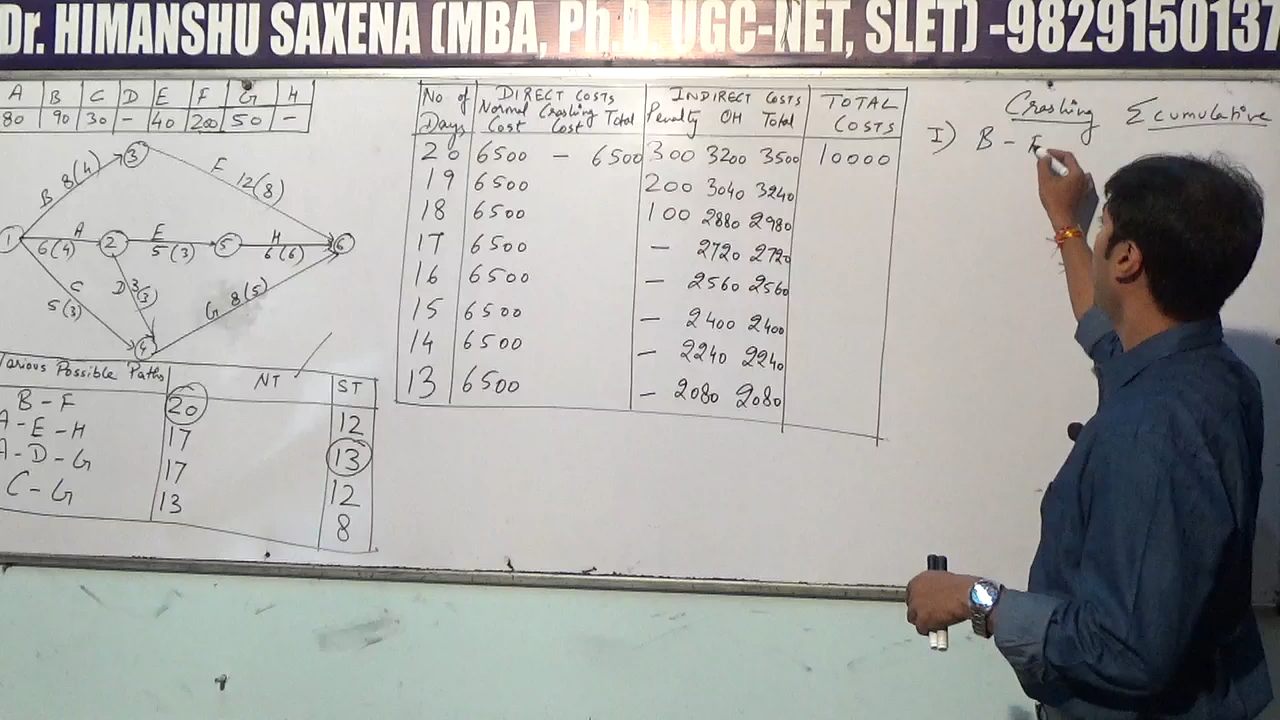 Dr. HIMANSHU SAXENA (MBA, Ph.D, UGC-NET, SLET) -9829150137
A B C D E F G H
80 90 30 - 40 200 50 -
3
B 8(4)
F 12(8)
1
A
6(4)
2
E
5(3)
5
H
6(6)
6
C
5(3)
D 3(3)
G 8(5)
4
Various Possible Paths NT ST
B - F 20 12
A - E - H 17 13
A - D - G 17 12
C - G 13 8
No of Days DIRECT COSTS INDIRECT COSTS TOTAL COSTS
Normal Cost Crashing Cost Total Penalty OH Total
20 6500 - 6500 300 3200 3500 10000
19 6500 200 3040 3240
18 6500 100 2880 2980
17 6500 - 2720 2720
16 6500 - 2560 2560
15 6500 - 2400 2400
14 6500 - 2240 2240
13 6500 - 2080 2080
Crashing Σcumulative
I) B - F